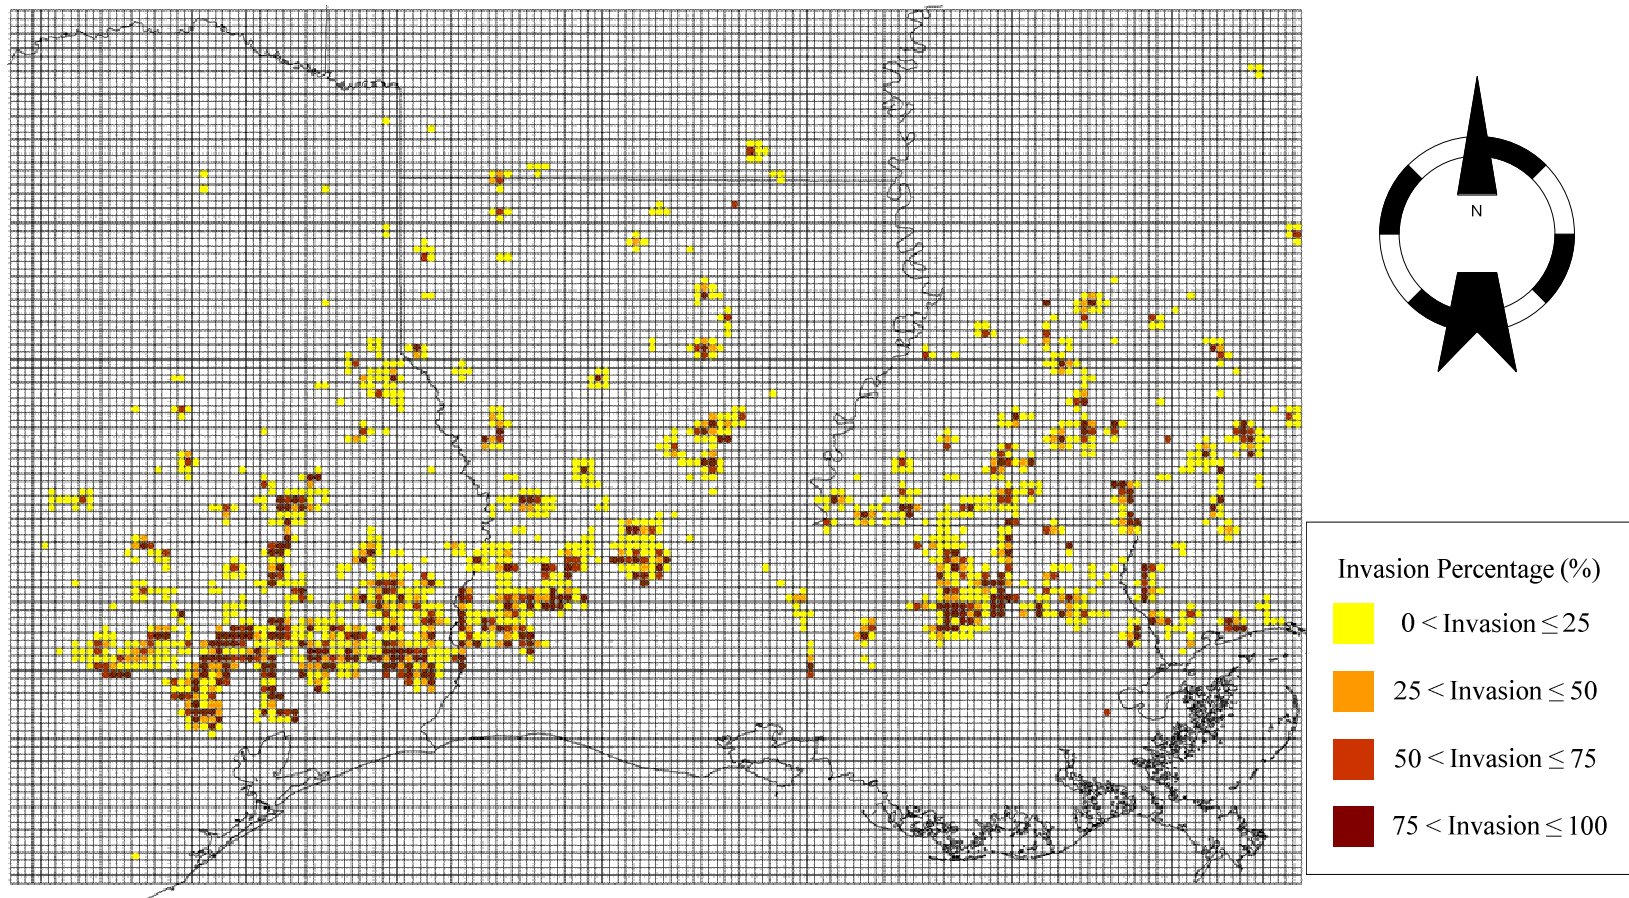 N
Invasion Percentage (%)
0 < Invasion ≤ 25
25 < Invasion ≤ 50
50 < Invasion ≤ 75
75 < Invasion ≤ 100